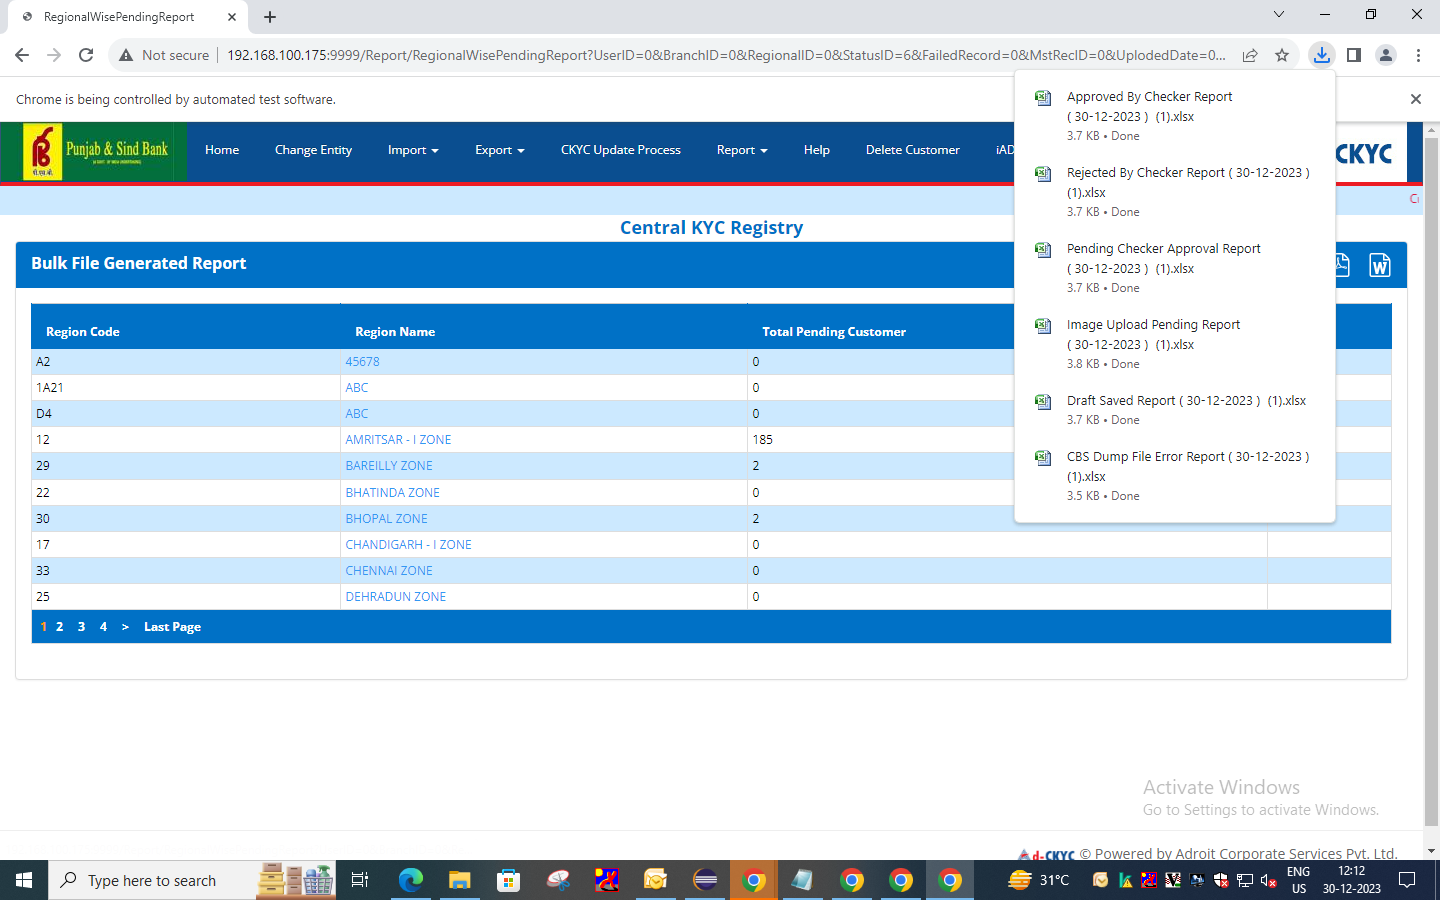 RegionalWisePendingReport
Not secure
192.168.100.175:9999/Report/RegionalWisePendingReport?UserID=0&BranchID=0&RegionalID=0&StatusID=6&FailedRecord=0&MstRecID=0&UplodedDate=0...
Chrome is being controlled by automated test software.
Approved By Checker Report
( 30-12-2023 ) (1).xlsx
3.7 KB • Done
Rejected By Checker Report ( 30-12-2023 )
(1).xlsx
3.7 KB • Done
Pending Checker Approval Report
( 30-12-2023 ) (1).xlsx
3.7 KB • Done
Image Upload Pending Report
( 30-12-2023 ) (1).xlsx
3.8 KB • Done
Draft Saved Report ( 30-12-2023 ) (1).xlsx
3.7 KB • Done
CBS Dump File Error Report ( 30-12-2023 )
(1).xlsx
3.5 KB • Done
Punjab & Sind Bank
Home Change Entity Import Export CKYC Update Process Report Help Delete Customer iAD
CKYC
Central KYC Registry
Bulk File Generated Report
Region Code Region Name Total Pending Customer
A2 45678 0
1A21 ABC 0
D4 ABC 0
12 AMRITSAR - I ZONE 185
29 BAREILLY ZONE 2
22 BHATINDA ZONE 0
30 BHOPAL ZONE 2
17 CHANDIGARH - I ZONE 0
33 CHENNAI ZONE 0
25 DEHRADUN ZONE 0
1 2 3 4 > Last Page
Activate Windows
Go to Settings to activate Windows.
d-CKYC © Powered by Adroit Corporate Services Pvt. Ltd.
Type here to search
31°C
ENG
US
12:12
30-12-2023